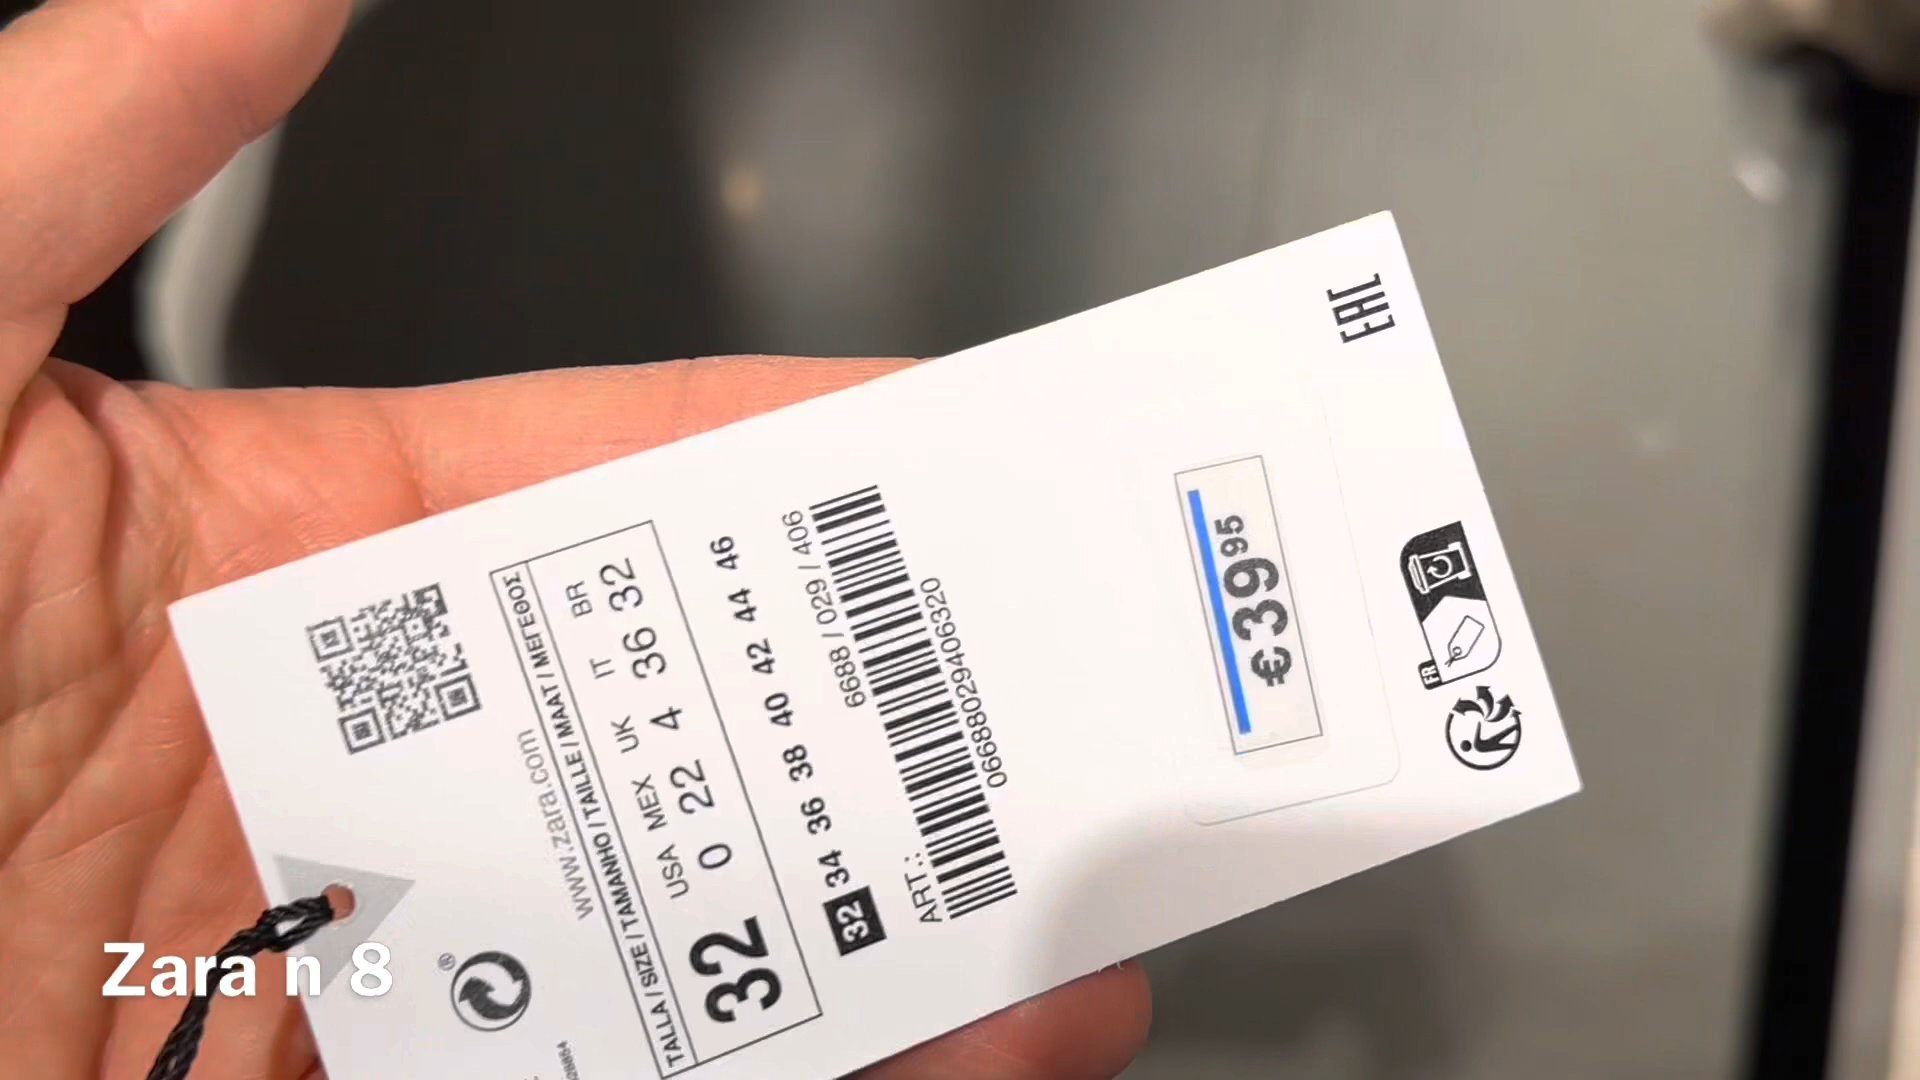 www.zara.com
TALLA / SIZE / TAMANHO / TAILLE / MAAT / ΜΕΓΕΘΟΣ
USA MEX UK IT BR
32 0 22 4 36 32
32 34 36 38 40 42 44 46
ART.: 6688 / 029 / 406
06688029406320
€ 39 95
FR
EAC
®
Zara n 8